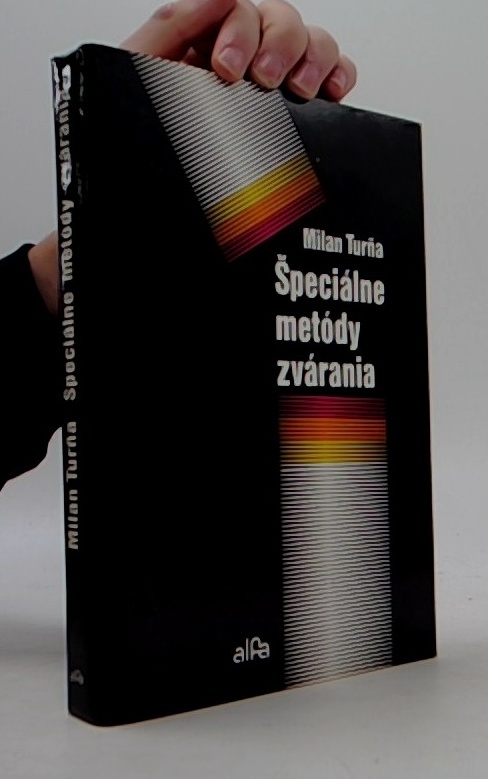 Milan Turňa
Špeciálne
metódy
zvárania
alfa
Milan Turňa Špeciálne metódy zvárania